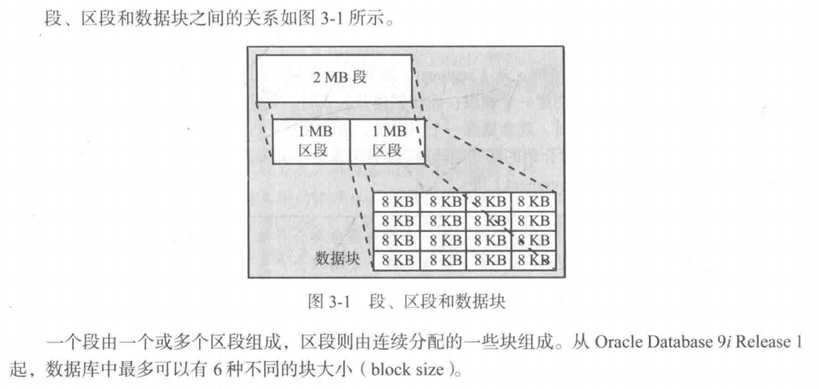 段、区段和数据块之间的关系如图 3-1 所示。
2 MB 段
1 MB 1 MB
区段 区段
8 KB 8 KB 8 KB 8 KB
8 KB 8 KB 8 KB 8 KB
8 KB 8 KB 8 KB 8 KB
数据块 8 KB 8 KB 8 KB 8 KB
图 3-1 段、区段和数据块
一个段由一个或多个区段组成，区段则由连续分配的一些块组成。从 Oracle Database 9i Release 1
起，数据库中最多可以有 6 种不同的块大小（block size）。